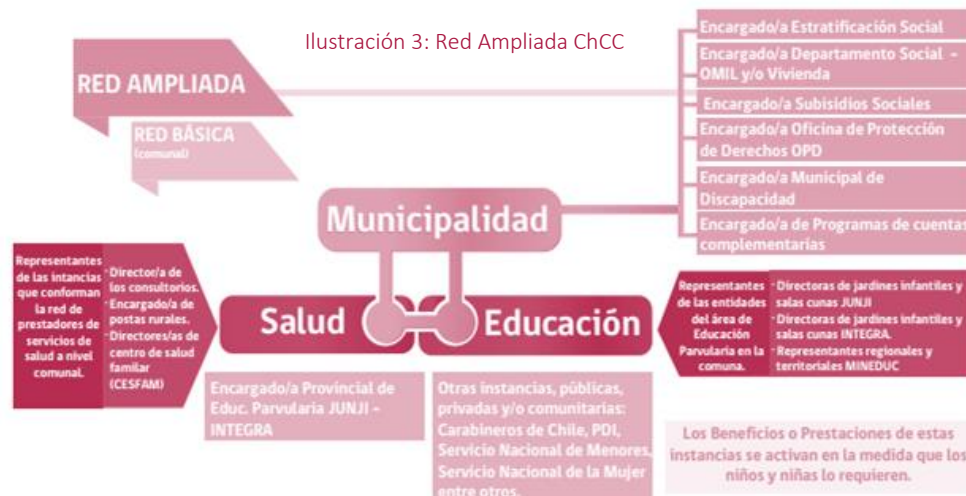 Ilustración 3: Red Ampliada ChCC
RED AMPLIADA
RED BÁSICA
(comunal)
Encargado/a Estratificación Social
Encargado/a Departamento Social –
OMIL y/o Vivienda
Encargado/a Subsidios Sociales
Encargado/a Oficina de Protección
de Derechos OPD
Encargado/a Municipal de
Discapacidad
Encargado/a de Programas de cuentas
complementarias
Municipalidad
Representantes
de las intancias
que conforman
la red de
prestadores de
servicios de
salud a nivel
comunal.
· Director/a de
los consultorios.
· Encargado/a de
postas rurales.
· Directores/as de
centro de salud
familar
(CESFAM)
Salud
Educación
Representantes
de las entidades
del área de
Educación
Parvularia en la
comuna.
· Directoras de jardines infantiles y
salas cunas JUNJI
· Directoras de jardines infantiles y
salas cunas INTEGRA.
· Representantes regionales y
territoriales MINEDUC
Encargado/a Provincial de
Educ. Parvularia JUNJI –
INTEGRA
Otras instancias, públicas,
privadas y/o comunitarias:
Carabineros de Chile, PDI,
Servicio Nacional de Menores,
Servicio Nacional de la Mujer
entre otros.
Los Beneficios o Prestaciones de estas
instancias se activan en la medida que los
niños y niñas lo requieren.